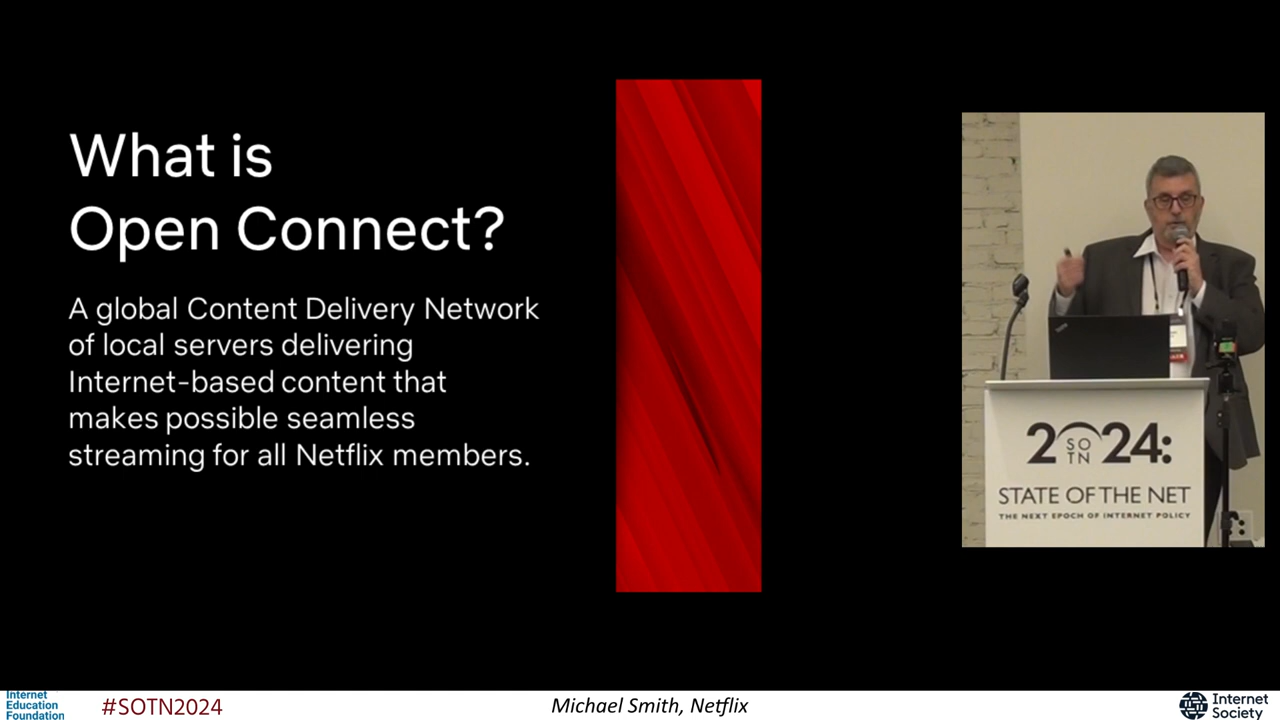 What is
Open Connect?
A global Content Delivery Network
of local servers delivering
Internet-based content that
makes possible seamless
streaming for all Netflix members.
2024:
SO
TN
STATE OF THE NET
THE NEXT EPOCH OF INTERNET POLICY
Internet
Education
Foundation
#SOTN2024
Michael Smith, Netflix
Internet
Society